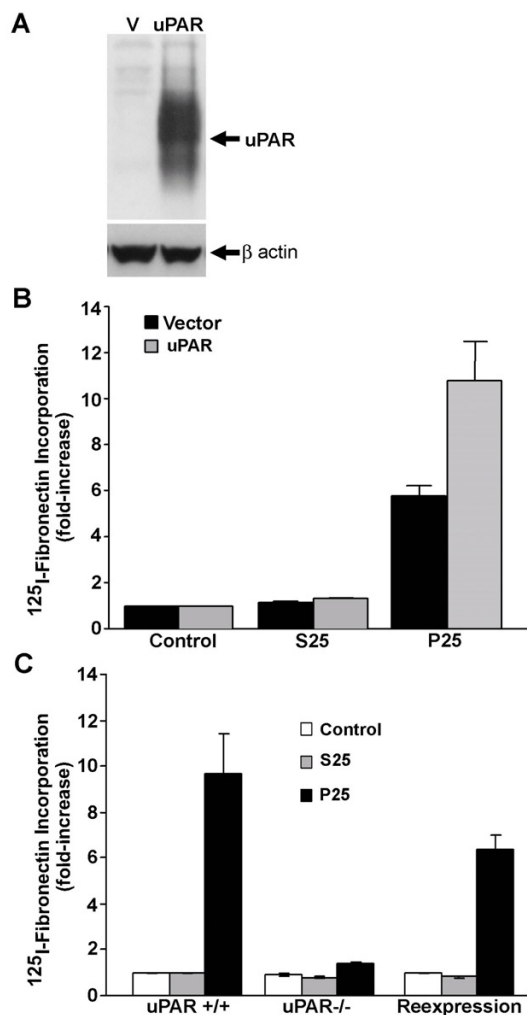 A
V uPAR
uPAR
β actin
B
14
12
10
8
6
4
2
0
125I-Fibronectin Incorporation
(fold-increase)
Vector
uPAR
Control S25 P25
C
14
12
10
8
6
4
2
0
125I-Fibronectin Incorporation
(fold-increase)
Control
S25
P25
uPAR +/+ uPAR-/- Reexpression